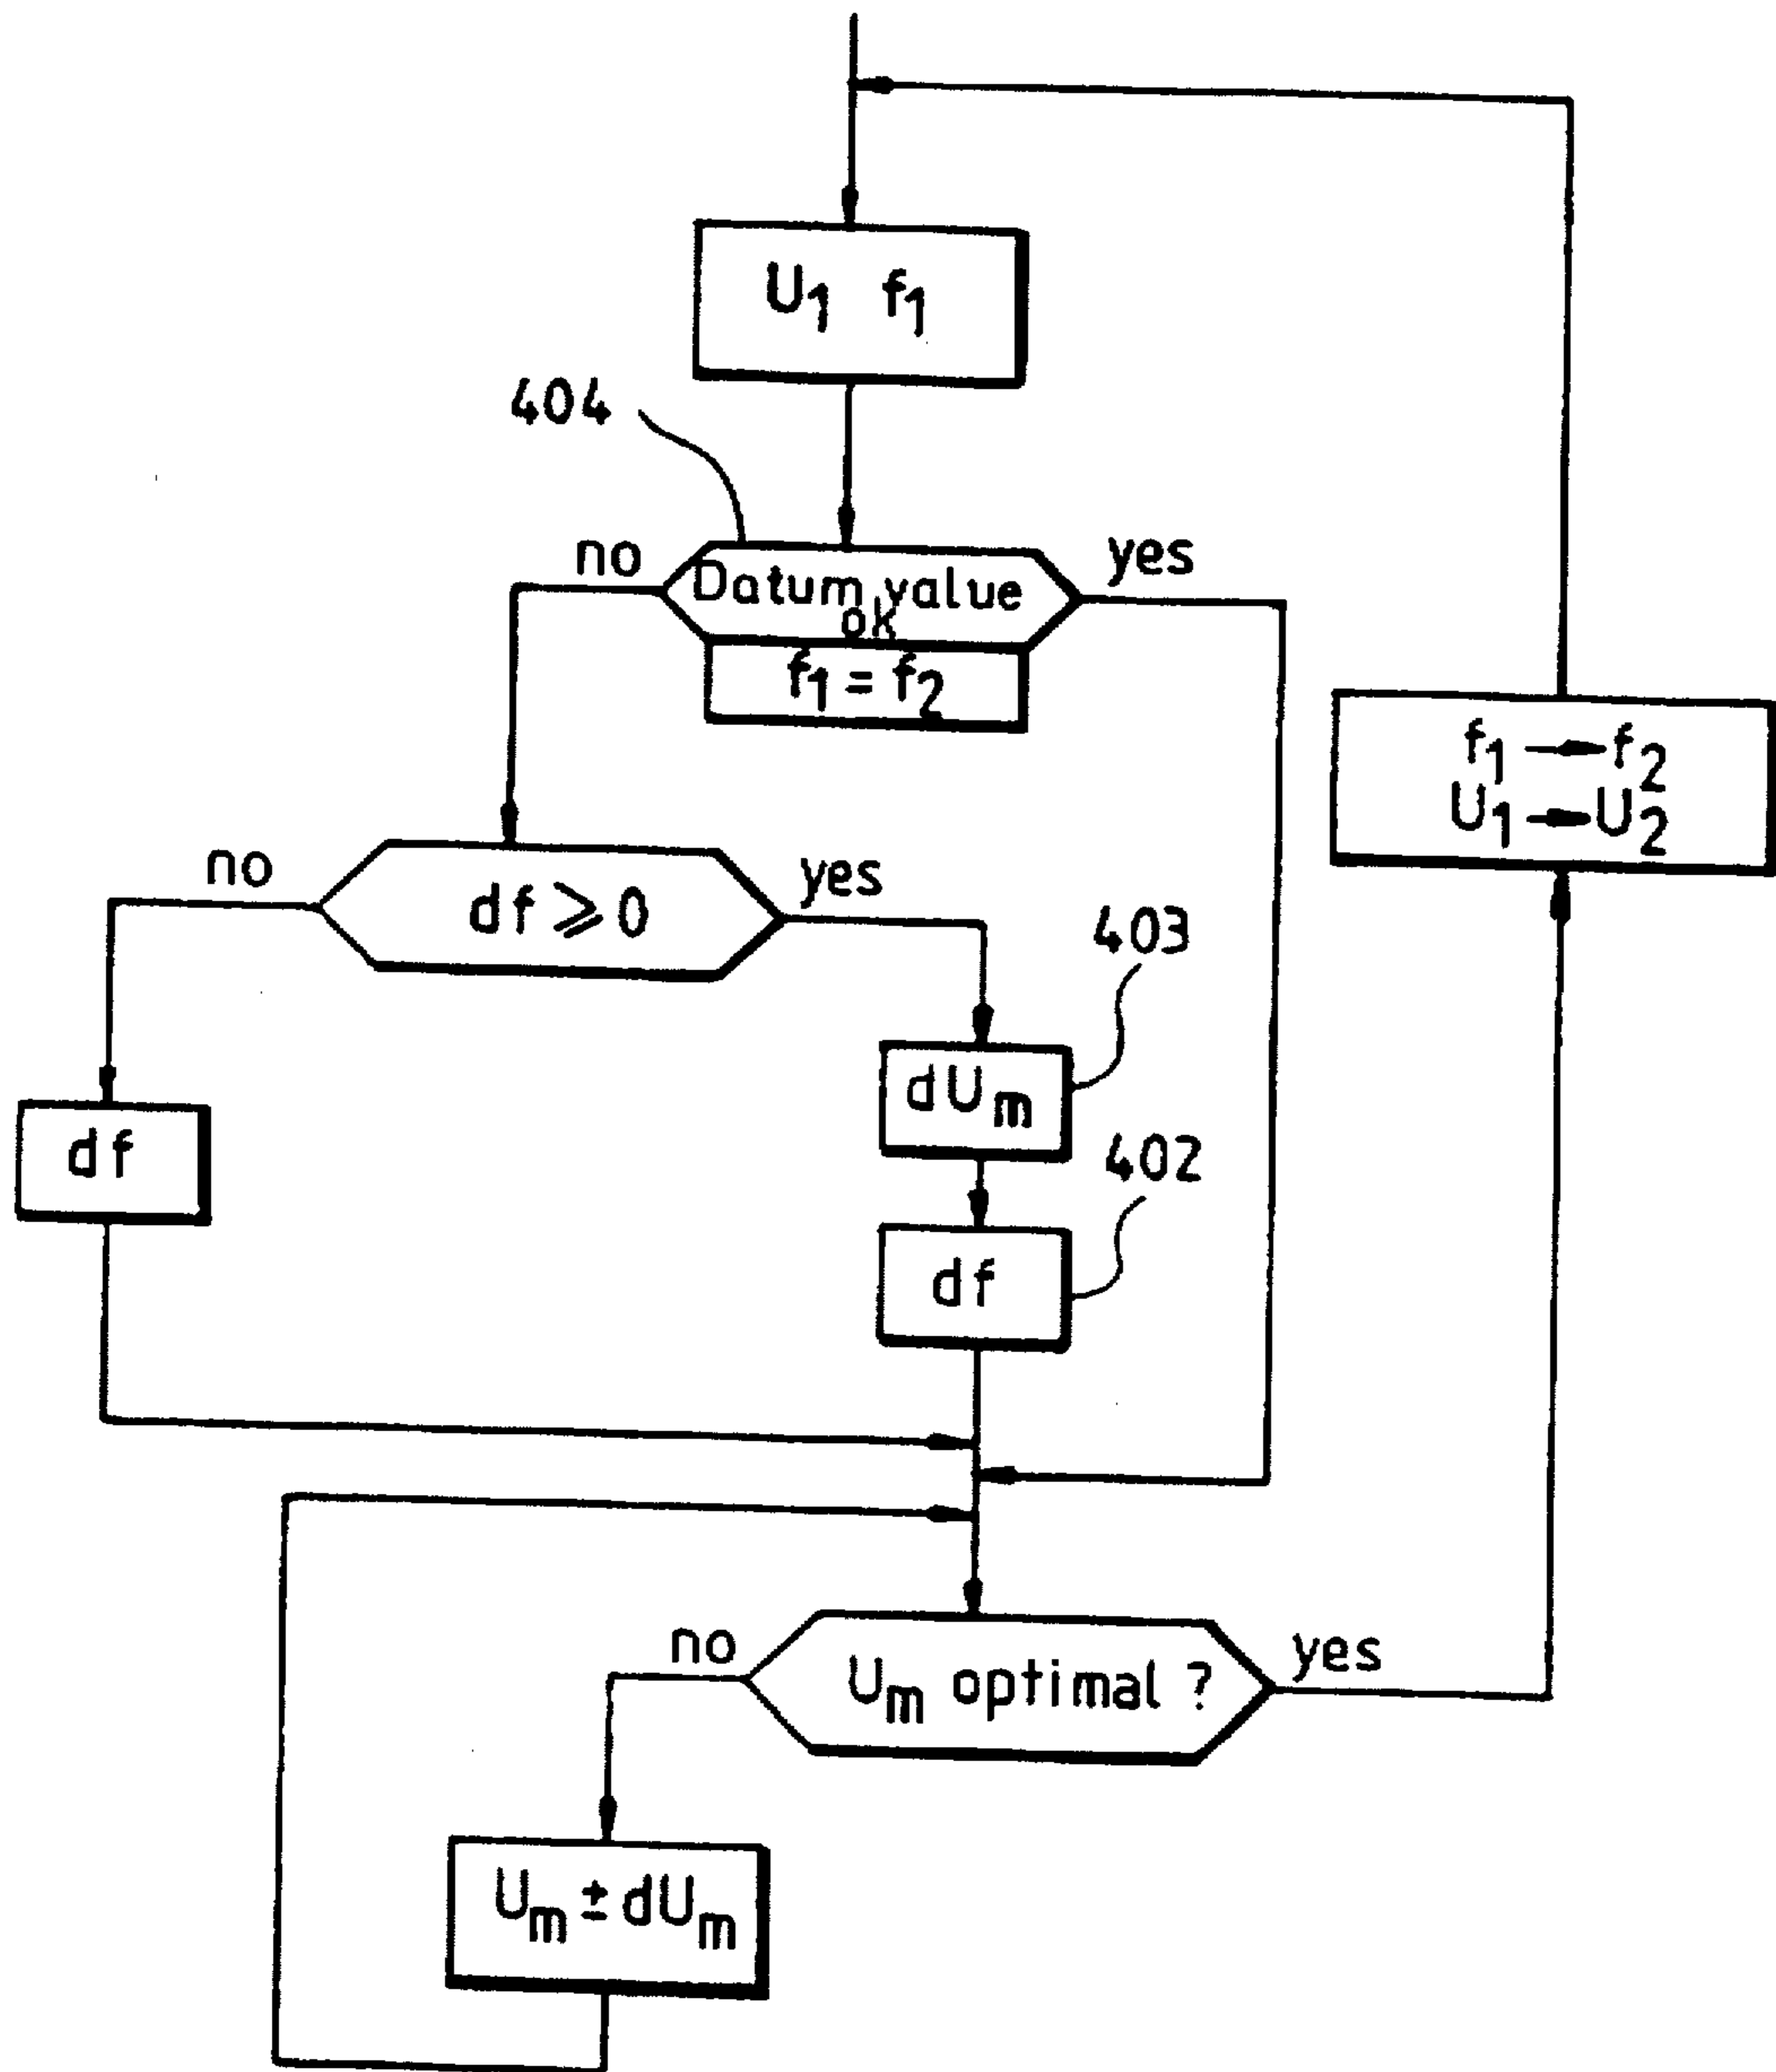 U₁ f₁
404
no
yes
Datum value
ok
f₁ = f₂
f₁ → f₂
U₁ → U₂
no
yes
df ⩾ 0
403
dUₘ
402
df
df
no
yes
Uₘ optimal ?
Uₘ ± dUₘ